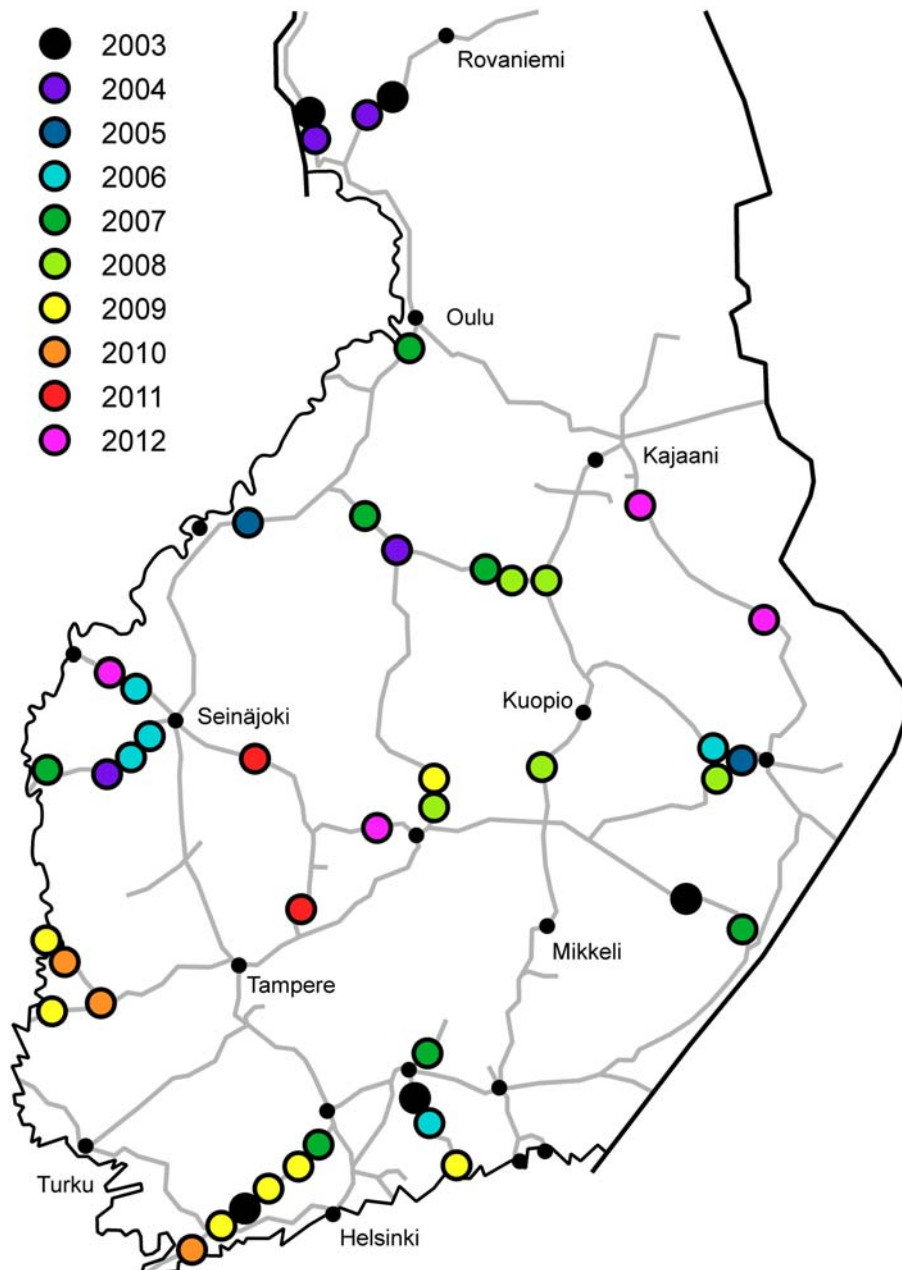 2003
2004
2005
2006
2007
2008
2009
2010
2011
2012
Rovaniemi
Oulu
Kajaani
Seinäjoki
Kuopio
Mikkeli
Tampere
Turku
Helsinki